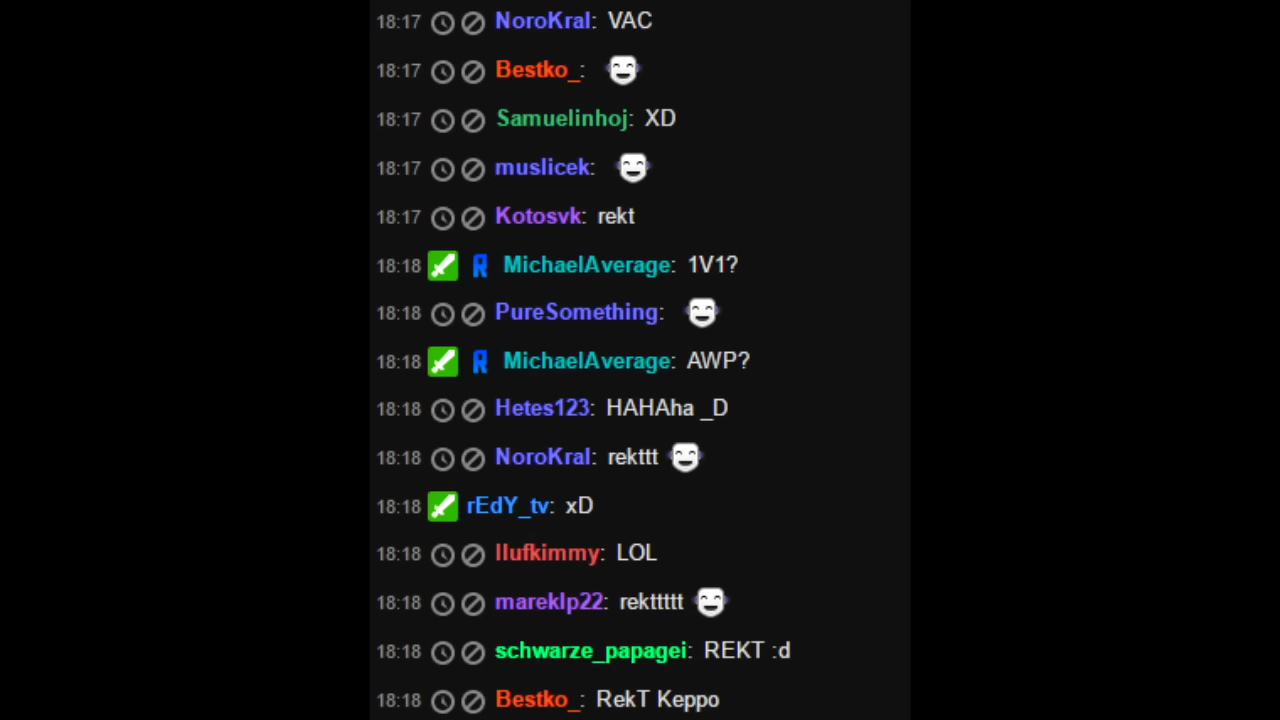 18:17 NoroKral: VAC
18:17 Bestko_:
18:17 Samuelinhoj: XD
18:17 muslicek:
18:17 Kotosvk: rekt
18:18 R MichaelAverage: 1V1?
18:18 PureSomething:
18:18 R MichaelAverage: AWP?
18:18 Hetes123: HAHAha _D
18:18 NoroKral: rekttt
18:18 rEdY_tv: xD
18:18 llufkimmy: LOL
18:18 mareklp22: rekttttt
18:18 schwarze_papagei: REKT :d
18:18 Bestko_: RekT Keppo